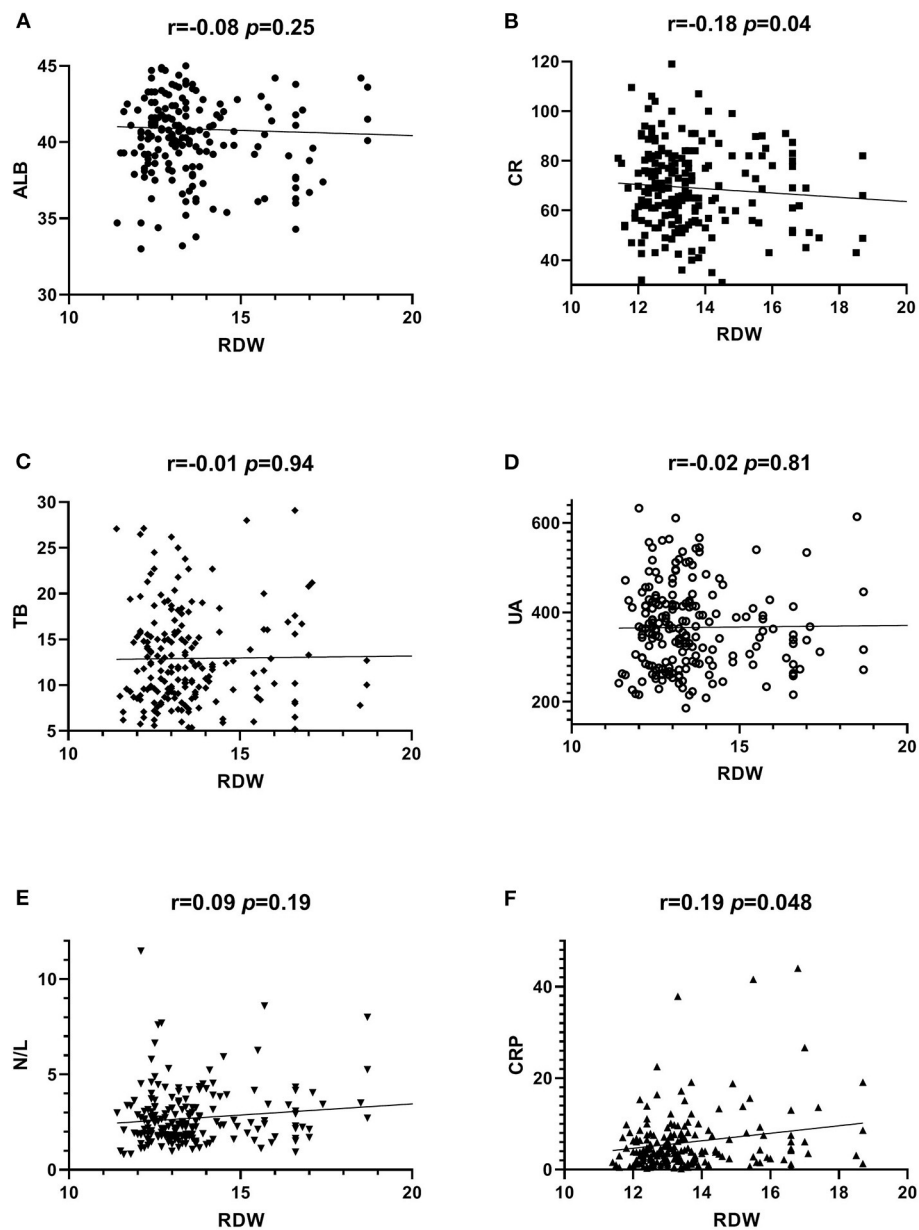 A
r=-0.08 p=0.25
45
40
35
30
ALB
10
15
20
RDW
B
r=-0.18 p=0.04
120
100
80
60
40
CR
10
12
14
16
18
20
RDW
C
r=-0.01 p=0.94
30
25
20
15
10
5
TB
10
15
20
RDW
D
r=-0.02 p=0.81
600
400
200
UA
10
15
20
RDW
E
r=0.09 p=0.19
10
5
0
N/L
10
15
20
RDW
F
r=0.19 p=0.048
40
20
0
CRP
10
12
14
16
18
20
RDW